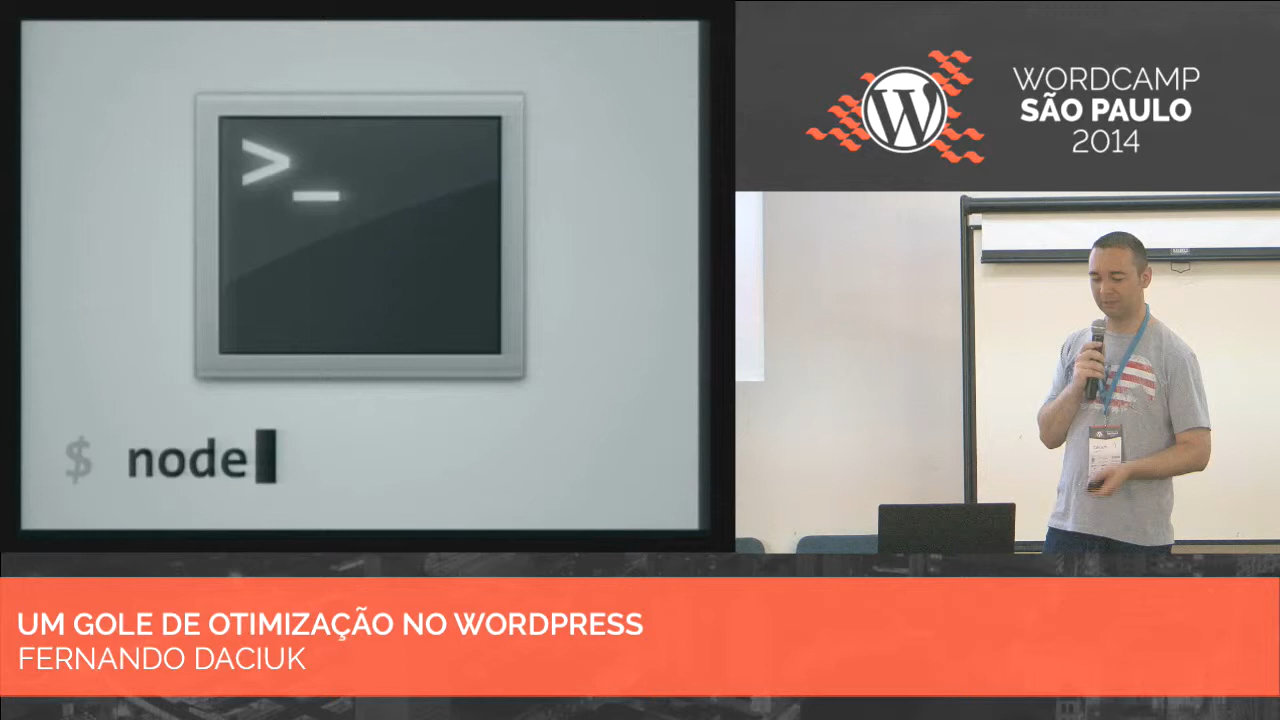 >_
$ node
WORDCAMP
SÃO PAULO
2014
UM GOLE DE OTIMIZAÇÃO NO WORDPRESS
FERNANDO DACIUK